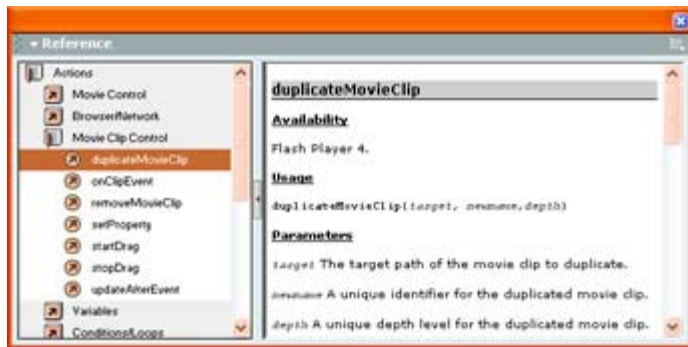 Reference
Actions
Movie Control
Browser/Network
Movie Clip Control
duplicateMovieClip
onClipEvent
removeMovieClip
setProperty
startDrag
stopDrag
updateAfterEvent
Variables
Conditions/Loops
duplicateMovieClip
Availability
Flash Player 4.
Usage
duplicateMovieClip(target, newname,depth)
Parameters
target The target path of the movie clip to duplicate.
newname A unique identifier for the duplicated movie clip.
depth A unique depth level for the duplicated movie clip.